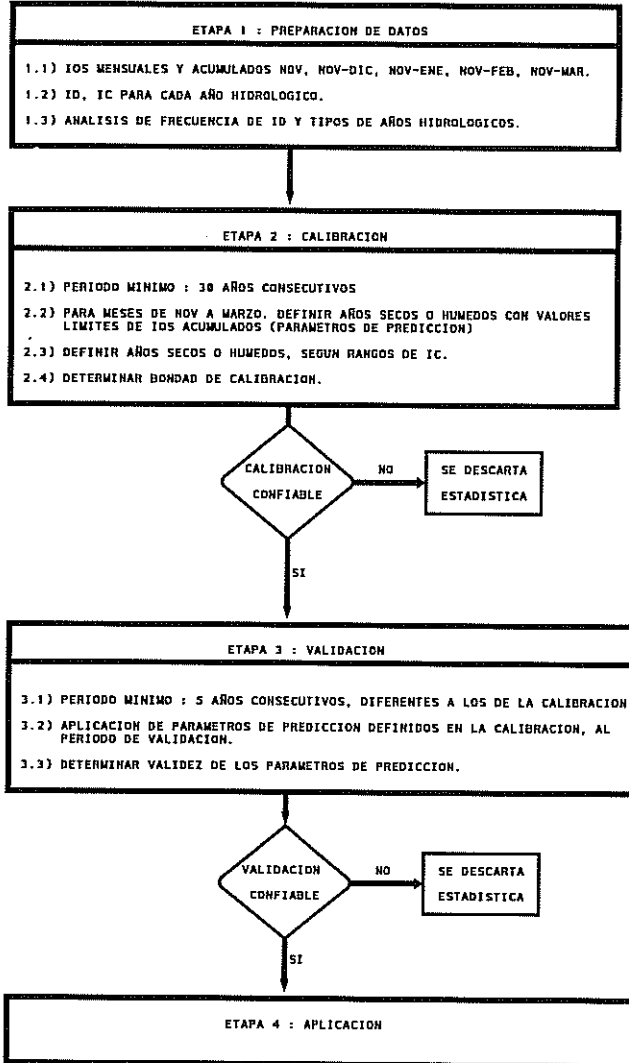 ETAPA 1 : PREPARACION DE DATOS
1.1) IOS MENSUALES Y ACUMULADOS NOV, NOV-DIC, NOV-ENE, NOV-FEB, NOV-MAR.
1.2) ID, IC PARA CADA AÑO HIDROLOGICO.
1.3) ANALISIS DE FRECUENCIA DE ID Y TIPOS DE AÑOS HIDROLOGICOS.
ETAPA 2 : CALIBRACION
2.1) PERIODO MINIMO : 30 AÑOS CONSECUTIVOS
2.2) PARA MESES DE NOV A MARZO. DEFINIR AÑOS SECOS O HUMEDOS CON VALORES
LIMITES DE IOS ACUMULADOS (PARAMETROS DE PREDICCION)
2.3) DEFINIR AÑOS SECOS O HUMEDOS, SEGUN RANGOS DE IC.
2.4) DETERMINAR BONDAD DE CALIBRACION.
CALIBRACION
CONFIABLE
NO
SE DESCARTA
ESTADISTICA
SI
ETAPA 3 : VALIDACION
3.1) PERIODO MINIMO : 5 AÑOS CONSECUTIVOS, DIFERENTES A LOS DE LA CALIBRACION
3.2) APLICACION DE PARAMETROS DE PREDICCION DEFINIDOS EN LA CALIBRACION, AL
PERIODO DE VALIDACION.
3.3) DETERMINAR VALIDEZ DE LOS PARAMETROS DE PREDICCION.
VALIDACION
CONFIABLE
NO
SE DESCARTA
ESTADISTICA
SI
ETAPA 4 : APLICACION